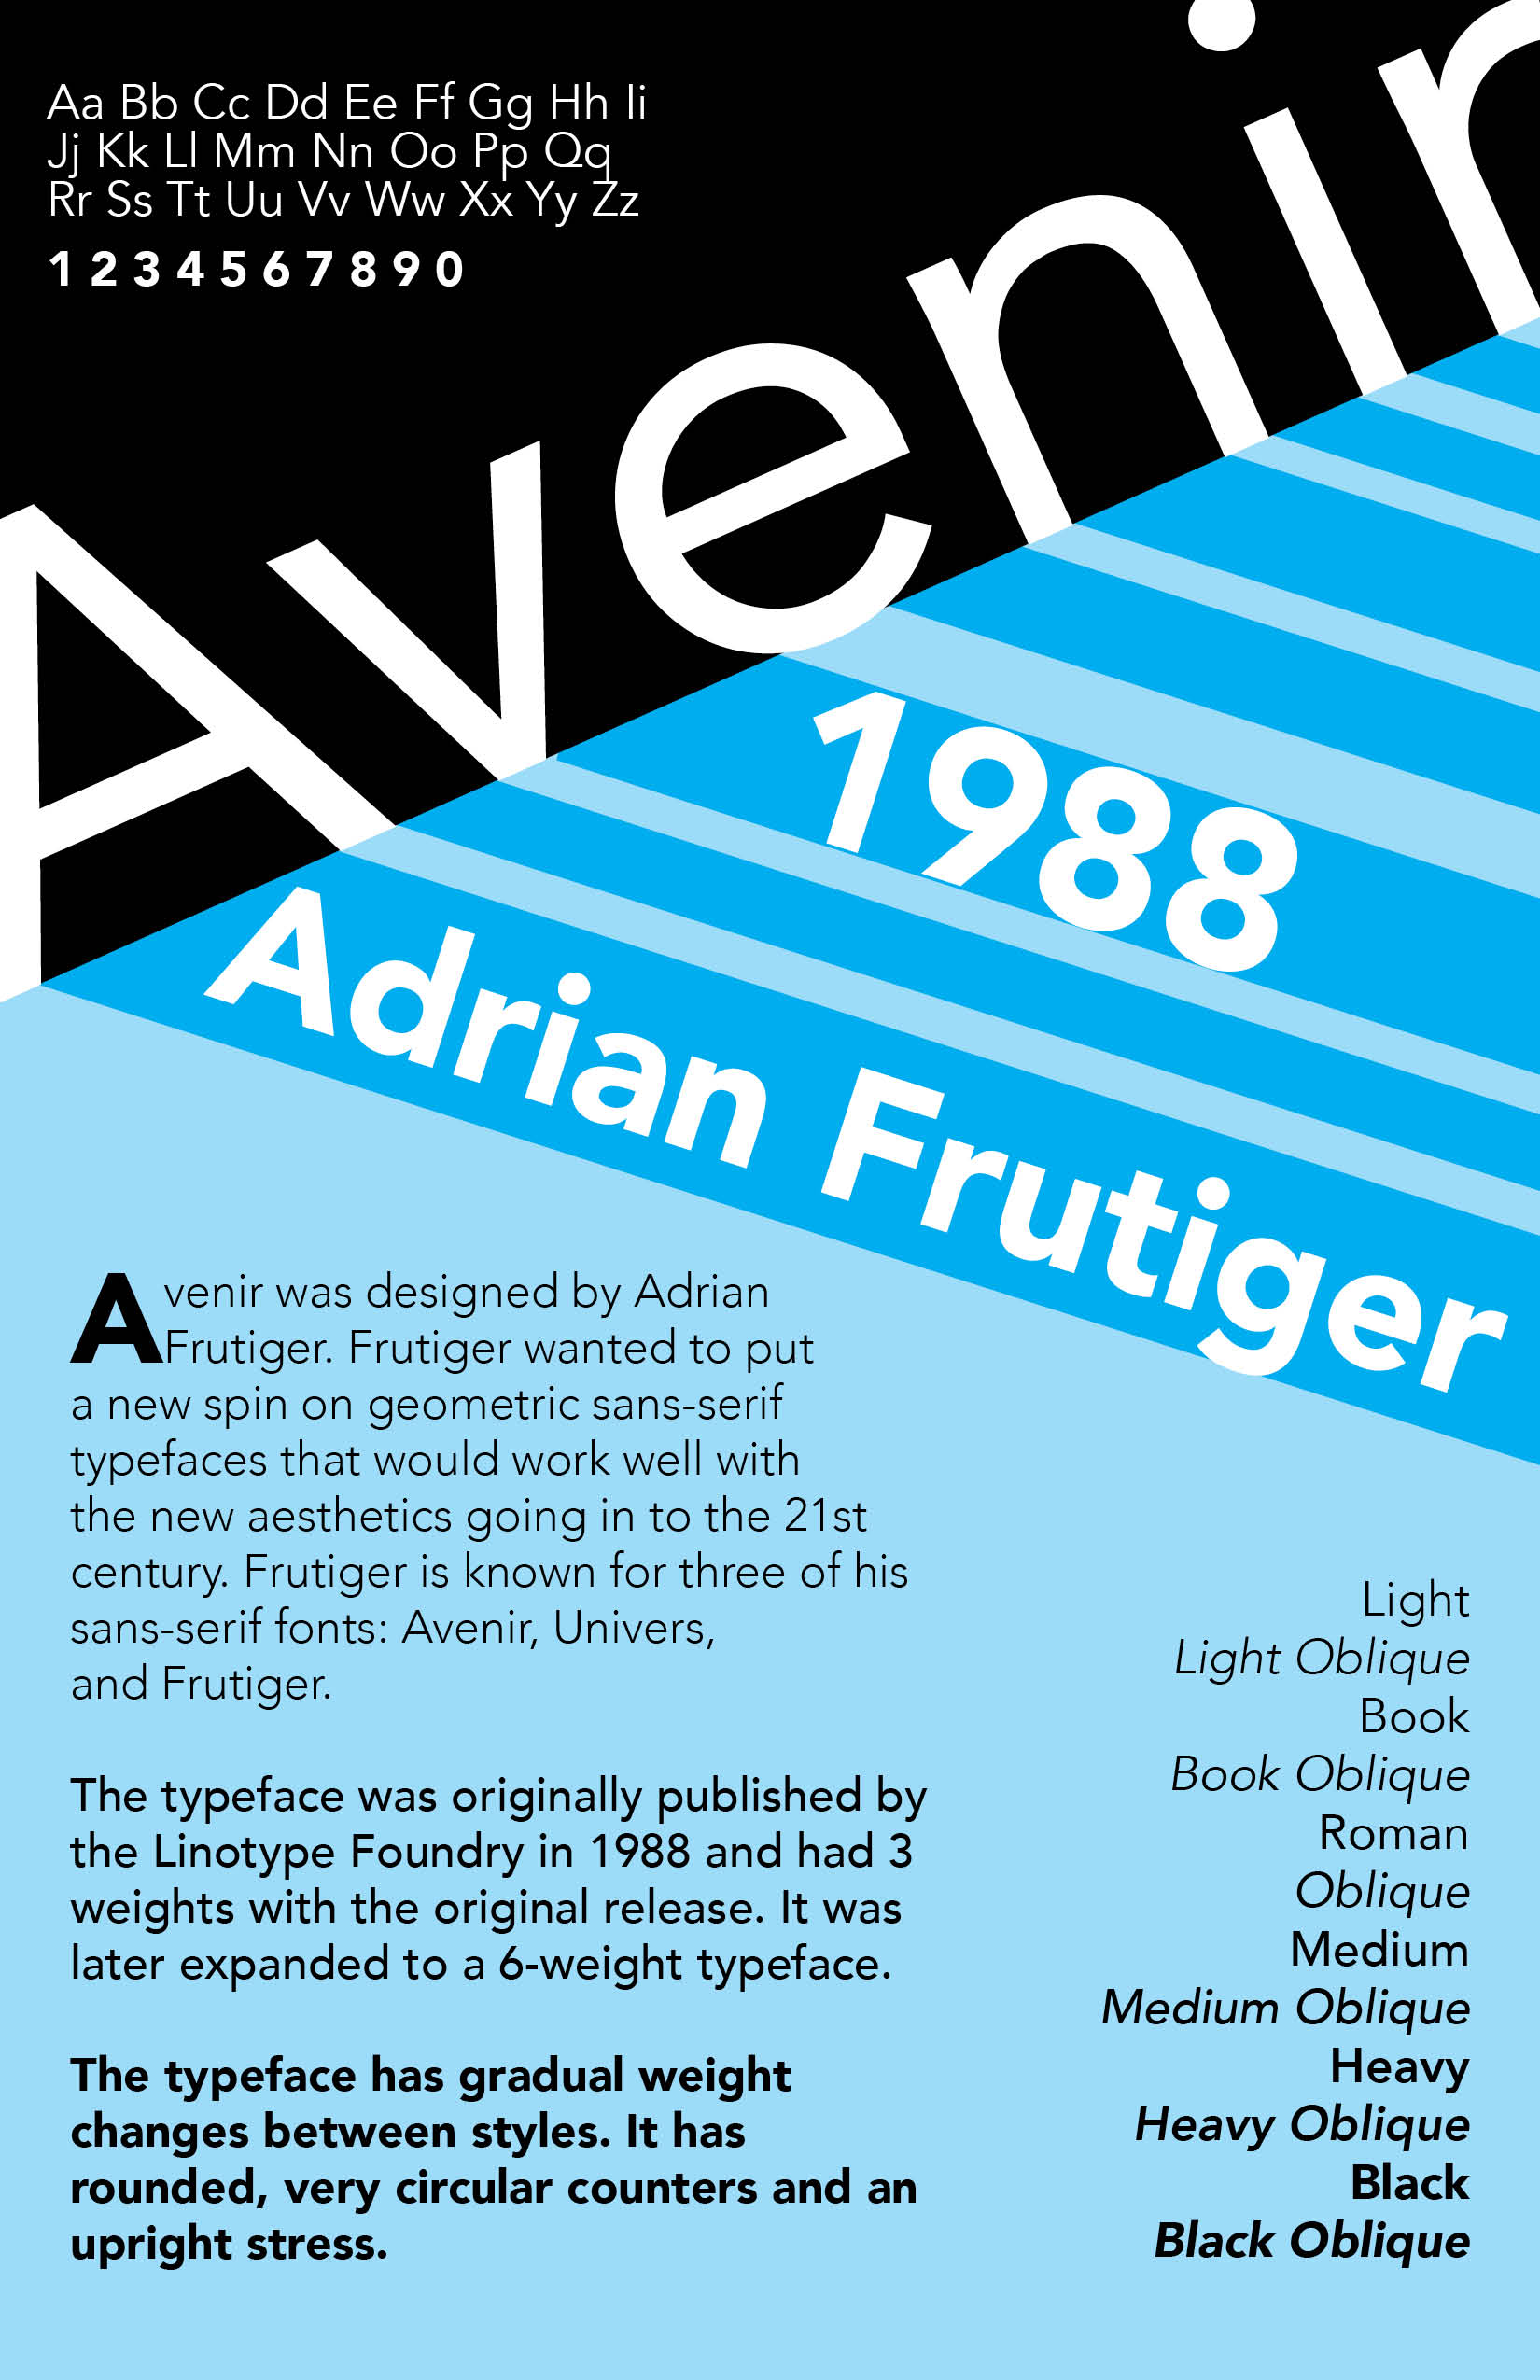 Aa Bb Cc Dd Ee Ff Gg Hh Ii
Jj Kk Ll Mm Nn Oo Pp Qq
Rr Ss Tt Uu Vv Ww Xx Yy Zz
1 2 3 4 5 6 7 8 9 0
Avenir
1988
Adrian Frutiger
Avenir was designed by Adrian
Frutiger. Frutiger wanted to put
a new spin on geometric sans-serif
typefaces that would work well with
the new aesthetics going in to the 21st
century. Frutiger is known for three of his
sans-serif fonts: Avenir, Univers,
and Frutiger.
The typeface was originally published by
the Linotype Foundry in 1988 and had 3
weights with the original release. It was
later expanded to a 6-weight typeface.
The typeface has gradual weight
changes between styles. It has
rounded, very circular counters and an
upright stress.
Light
Light Oblique
Book
Book Oblique
Roman
Oblique
Medium
Medium Oblique
Heavy
Heavy Oblique
Black
Black Oblique